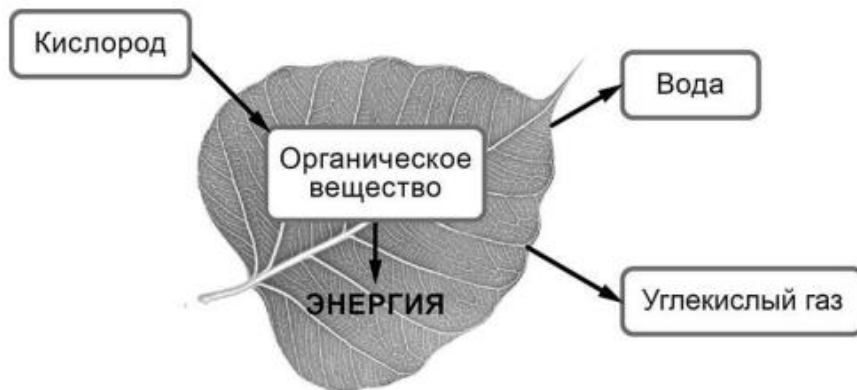 Кислород
Вода
Органическое
вещество
ЭНЕРГИЯ
Углекислый газ